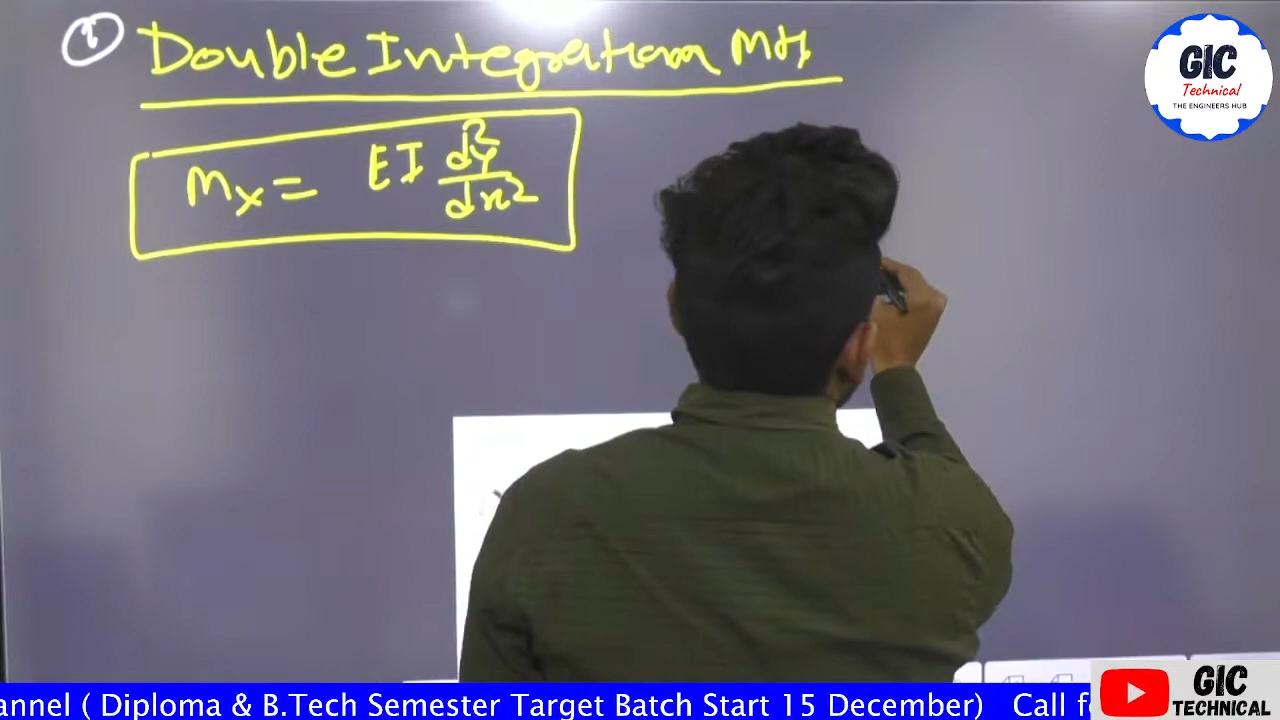 ① Double Integration Mth
Mx = EI d²y/dx²
GIC
Technical
THE ENGINEERS HUB
annel ( Diploma & B.Tech Semester Target Batch Start 15 December) Call f
GIC
TECHNICAL